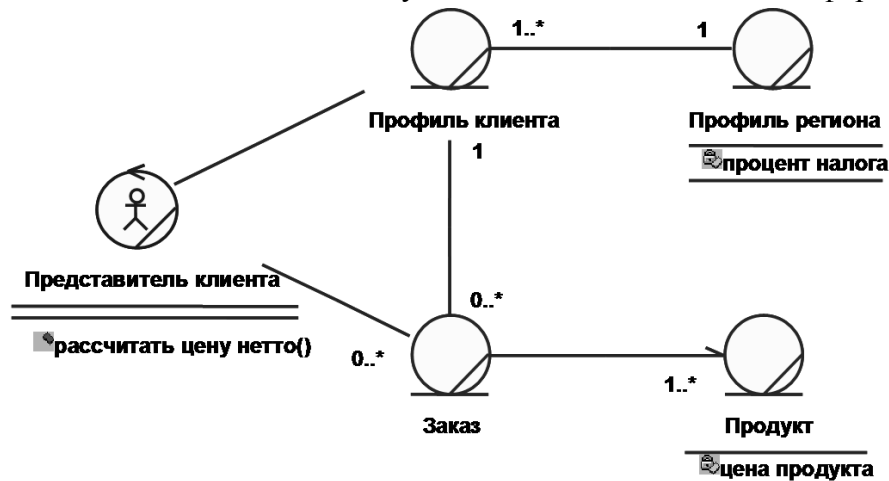 1..*
1
Профиль клиента
Профиль региона
1
процент налога
Представитель клиента
0..*
рассчитать цену нетто()
0..*
1..*
Заказ
Продукт
цена продукта